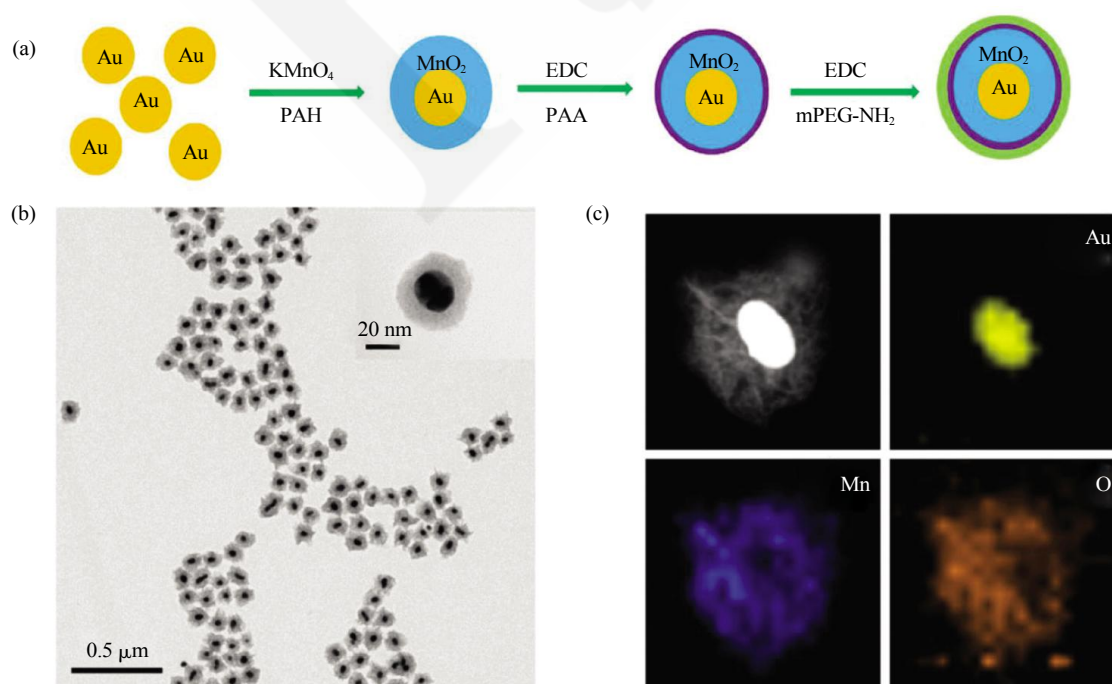 (a)
Au
Au
Au
Au
Au
KMnO₄
PAH
MnO₂
Au
EDC
PAA
MnO₂
Au
EDC
mPEG-NH₂
MnO₂
Au
(b)
20 nm
0.5 μm
(c)
Au
Mn
O